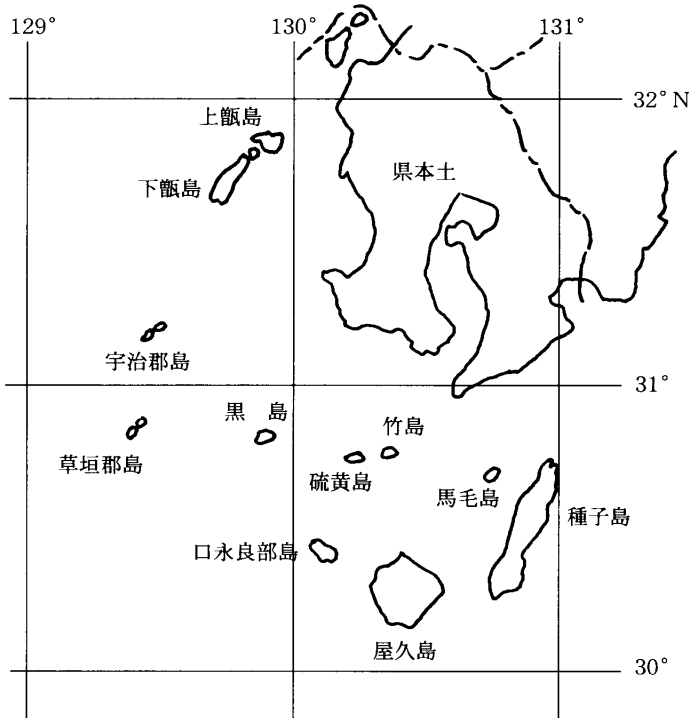 129°
130°
131°
32°N
上甑島
県本土
下甑島
宇治郡島
31°
黒　島
竹島
草垣郡島
硫黄島
馬毛島
種子島
口永良部島
屋久島
30°